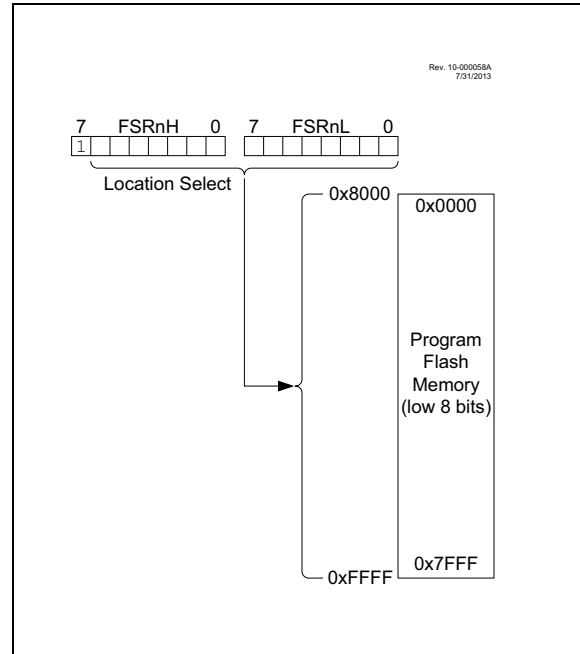 Rev. 10-000058A
7/31/2013
7 FSRnH 0 7 FSRnL 0
1
Location Select
0x8000
0x0000
Program
Flash
Memory
(low 8 bits)
0x7FFF
0xFFFF